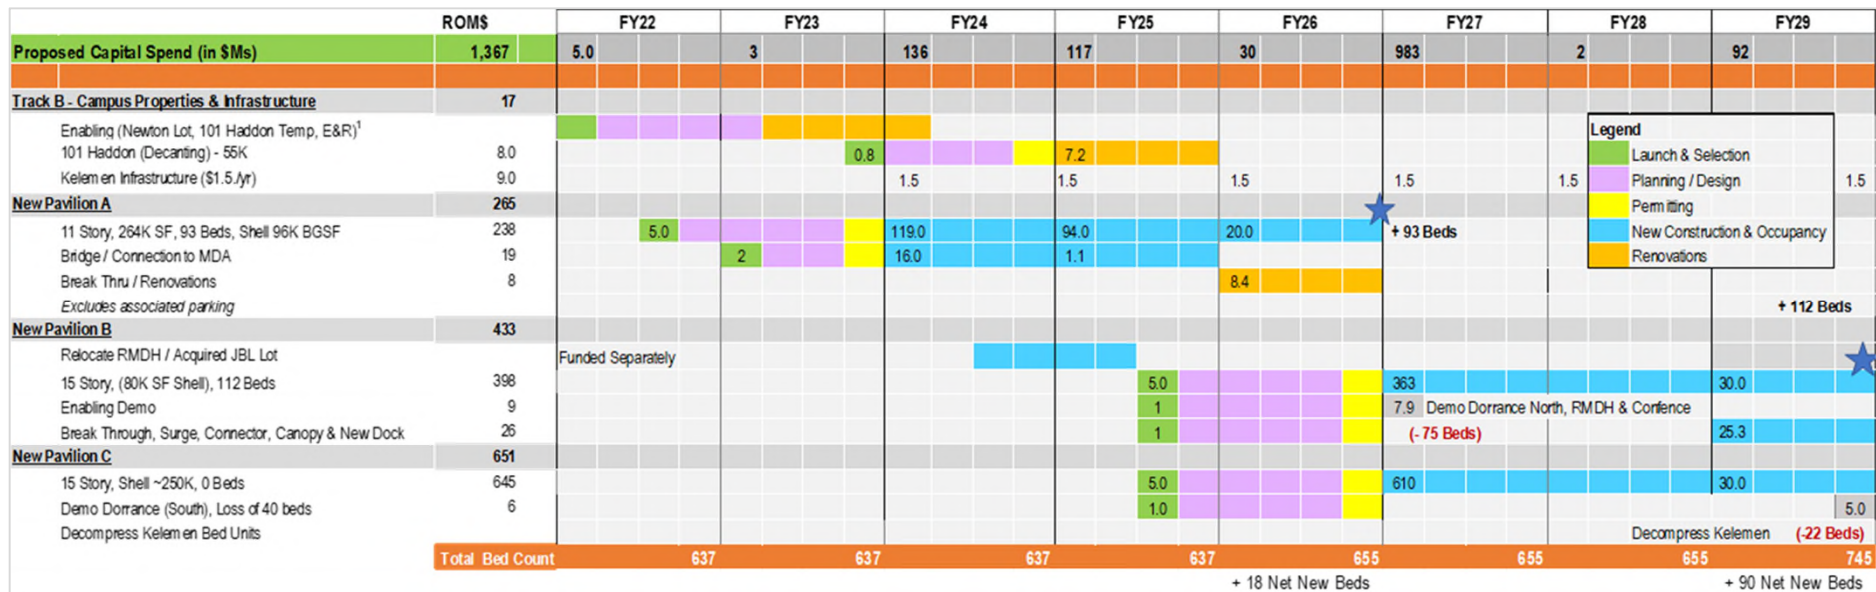 ROM$ FY22 FY23 FY24 FY25 FY26 FY27 FY28 FY29
Proposed Capital Spend (in $Ms) 1,367 5.0 3 136 117 30 983 2 92
Track B - Campus Properties & Infrastructure 17
Enabling (Newton Lot, 101 Haddon Temp, E&R)¹
101 Haddon (Decanting) - 55K 8.0 0.8 7.2
Kelemen Infrastructure ($1.5./yr) 9.0 1.5 1.5 1.5 1.5 1.5 1.5
New Pavilion A 265
11 Story, 264K SF, 93 Beds, Shell 96K BGSF 238 5.0 119.0 94.0 20.0 + 93 Beds
Bridge / Connection to MDA 19 2 16.0 1.1
Break Thru / Renovations 8 8.4
Excludes associated parking + 112 Beds
New Pavilion B 433
Relocate RMDH / Acquired JBL Lot Funded Separately
15 Story, (80K SF Shell), 112 Beds 398 5.0 363 30.0
Enabling Demo 9 1 7.9 Demo Dorrance North, RMDH & Confence
Break Through, Surge, Connector, Canopy & New Dock 26 1 (- 75 Beds) 25.3
New Pavilion C 651
15 Story, Shell ~250K, 0 Beds 645 5.0 610 30.0
Demo Dorrance (South), Loss of 40 beds 6 1.0 5.0
Decompress Kelemen Bed Units Decompress Kelemen (-22 Beds)
Total Bed Count 637 637 637 637 655 655 655 745
+ 18 Net New Beds + 90 Net New Beds
Legend
Launch & Selection
Planning / Design
Permitting
New Construction & Occupancy
Renovations